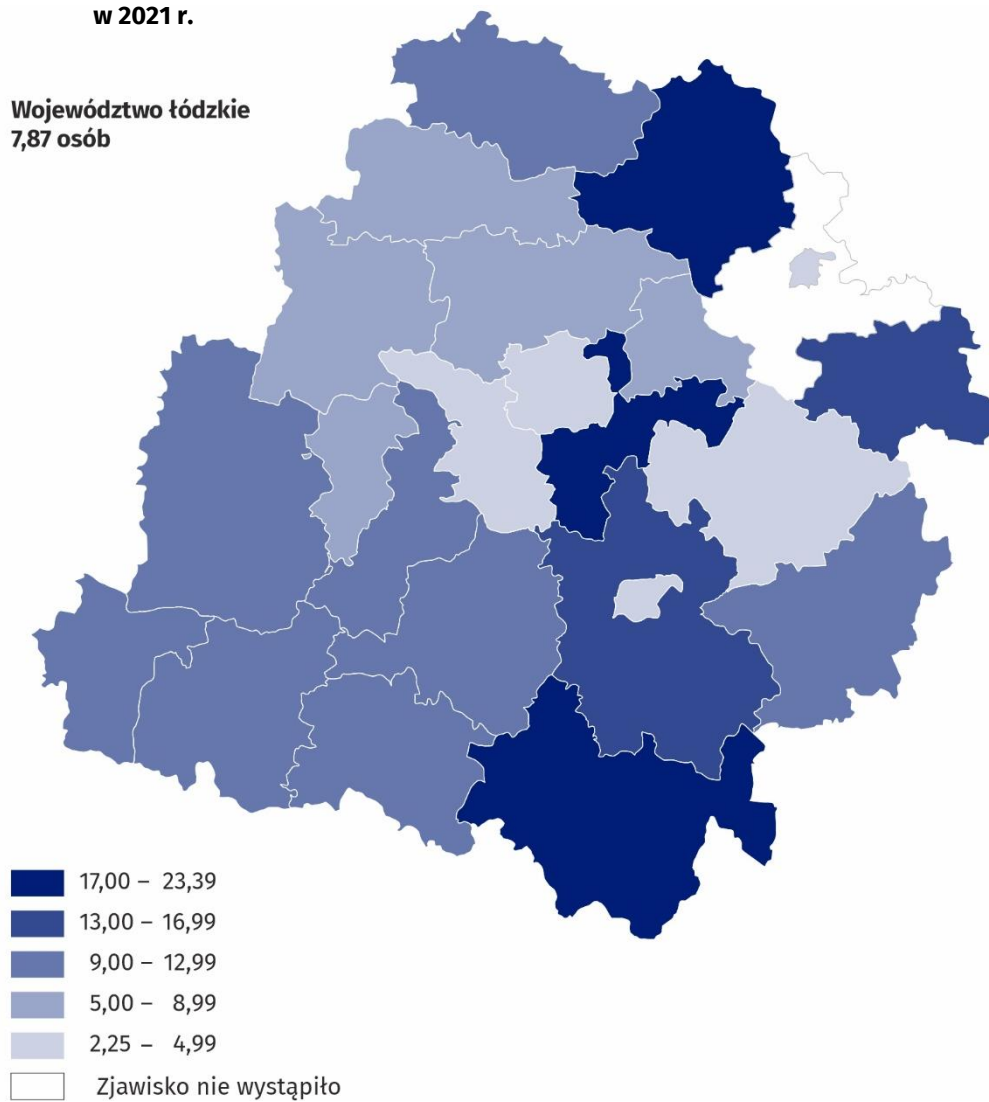 w 2021 r.
Województwo łódzkie
7,87 osób
17,00 – 23,39
13,00 – 16,99
9,00 – 12,99
5,00 – 8,99
2,25 – 4,99
Zjawisko nie wystąpiło